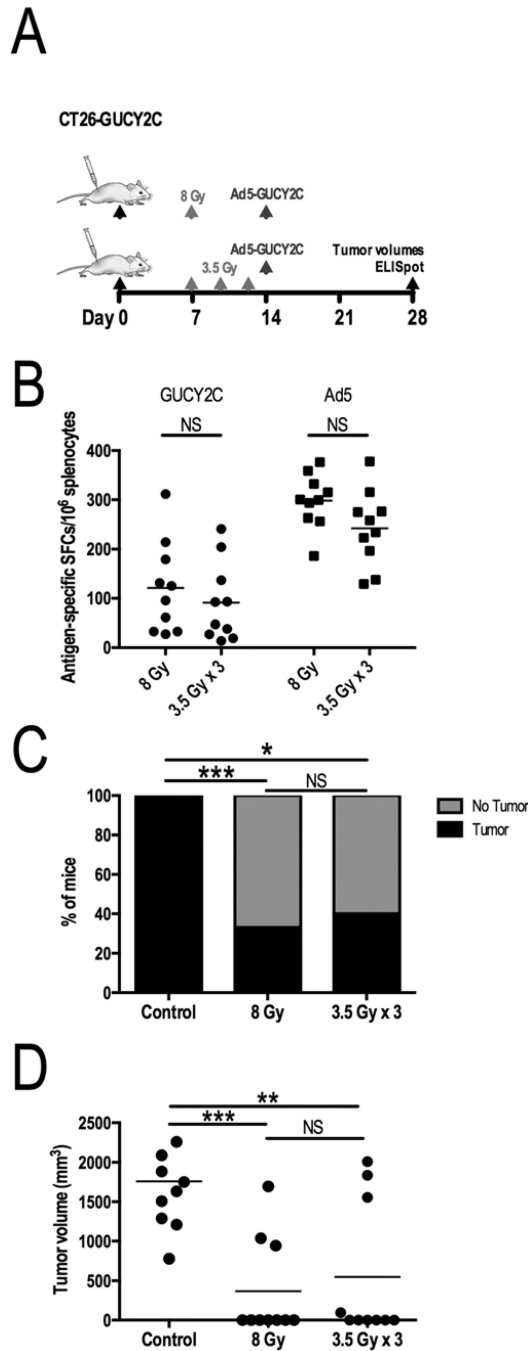 A
CT26-GUCY2C
8 Gy
Ad5-GUCY2C
Ad5-GUCY2C
3.5 Gy
Tumor volumes
ELISpot
Day 0 7 14 21 28
B
GUCY2C Ad5
NS NS
Antigen-specific SFCs/10⁶ splenocytes
400
300
200
100
0
8 Gy 3.5 Gy x 3 8 Gy 3.5 Gy x 3
C
*
*** NS
% of mice
100
80
60
40
20
0
No Tumor
Tumor
Control 8 Gy 3.5 Gy x 3
D
**
*** NS
Tumor volume (mm³)
2500
2000
1500
1000
500
0
Control 8 Gy 3.5 Gy x 3